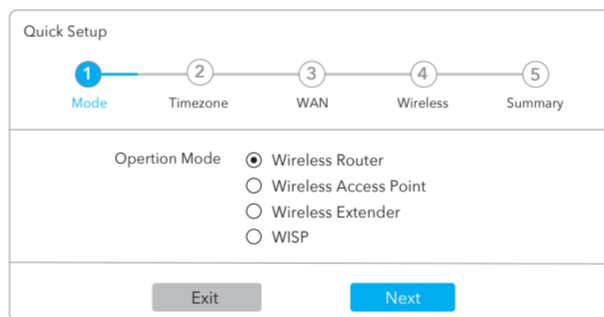 Quick Setup
1 2 3 4 5
Mode Timezone WAN Wireless Summary
Opertion Mode Wireless Router
Wireless Access Point
Wireless Extender
WISP
Exit Next